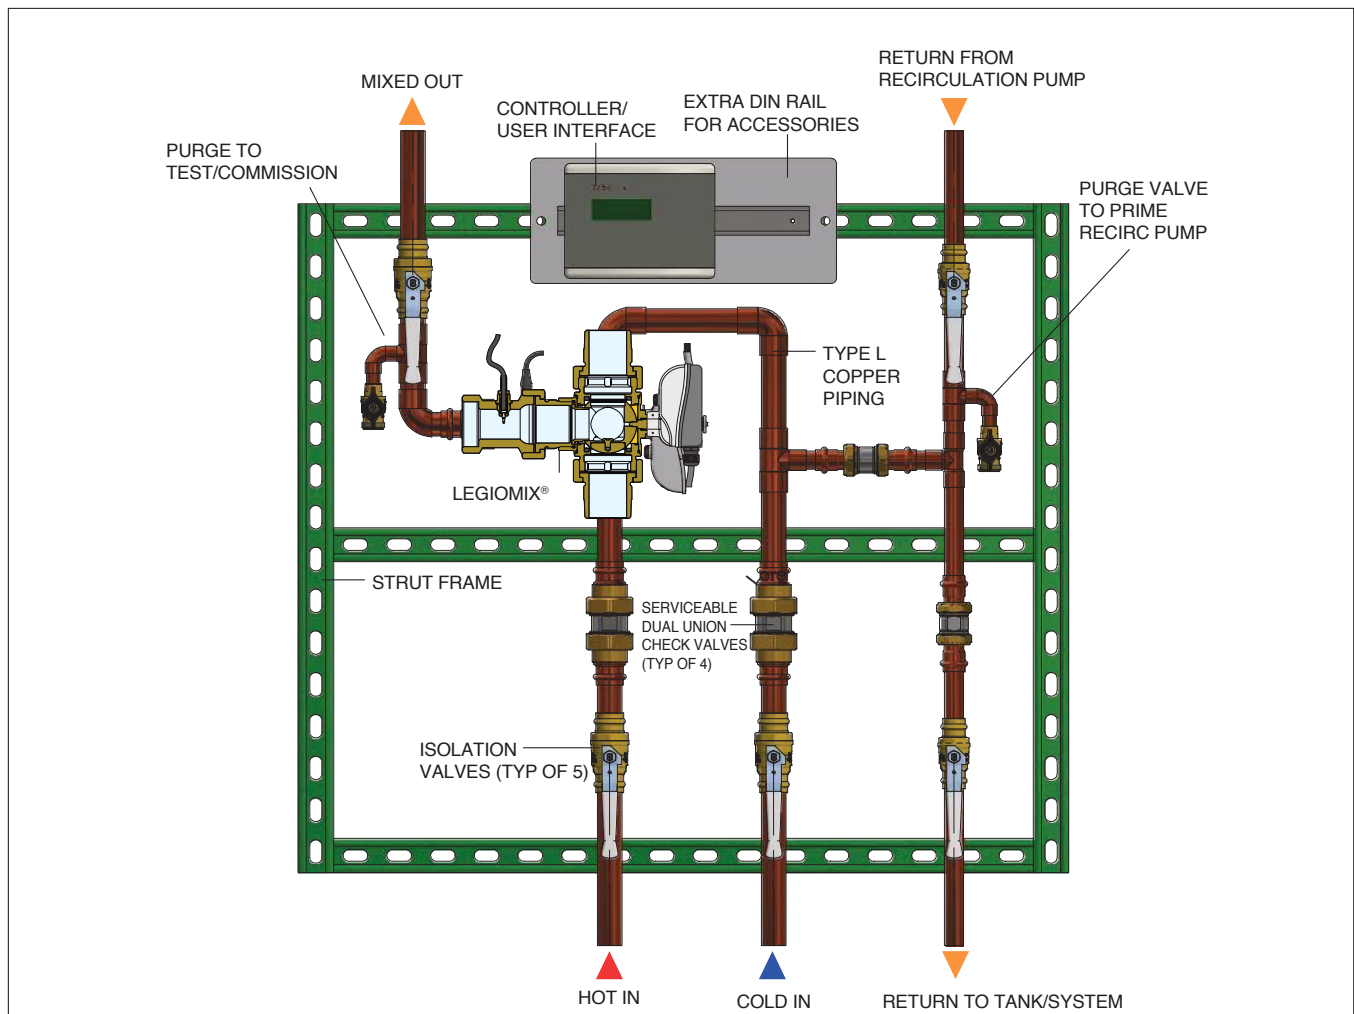 MIXED OUT
RETURN FROM
RECIRCULATION PUMP
CONTROLLER/
USER INTERFACE
EXTRA DIN RAIL
FOR ACCESSORIES
PURGE TO
TEST/COMMISSION
PURGE VALVE
TO PRIME
RECIRC PUMP
TYPE L
COPPER
PIPING
LEGIOMIX®
STRUT FRAME
SERVICEABLE
DUAL UNION
CHECK VALVES
(TYP OF 4)
ISOLATION
VALVES (TYP OF 5)
HOT IN
COLD IN
RETURN TO TANK/SYSTEM